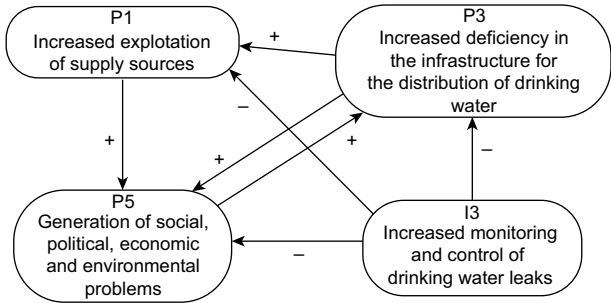 P1
Increased explotation
of supply sources
P3
Increased deficiency in
the infrastructure for
the distribution of drinking
water
+
–
+
+
+
–
P5
Generation of social,
political, economic
and environmental
problems
–
I3
Increased monitoring
and control of
drinking water leaks